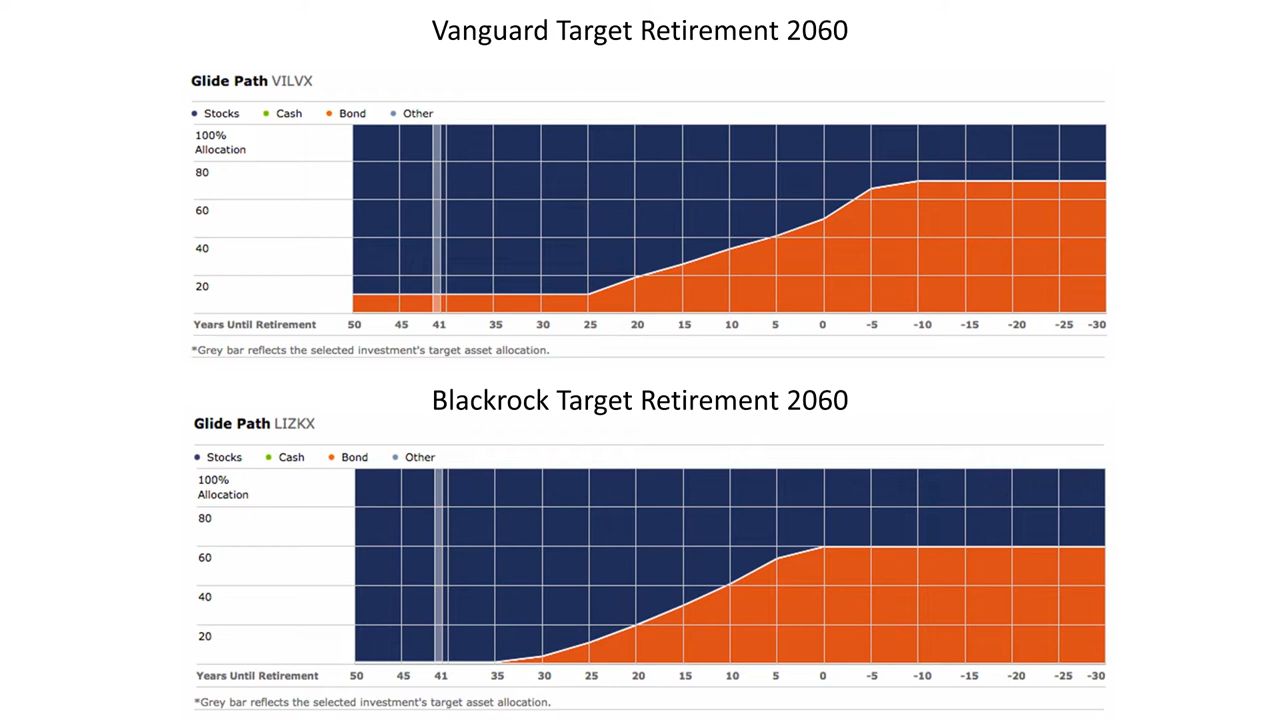 Vanguard Target Retirement 2060
Glide Path VILVX
Stocks Cash Bond Other
100%
Allocation
80
60
40
20
Years Until Retirement 50 45 41 35 30 25 20 15 10 5 0 -5 -10 -15 -20 -25 -30
*Grey bar reflects the selected investment's target asset allocation.
Blackrock Target Retirement 2060
Glide Path LIZKX
Stocks Cash Bond Other
100%
Allocation
80
60
40
20
Years Until Retirement 50 45 41 35 30 25 20 15 10 5 0 -5 -10 -15 -20 -25 -30
*Grey bar reflects the selected investment's target asset allocation.